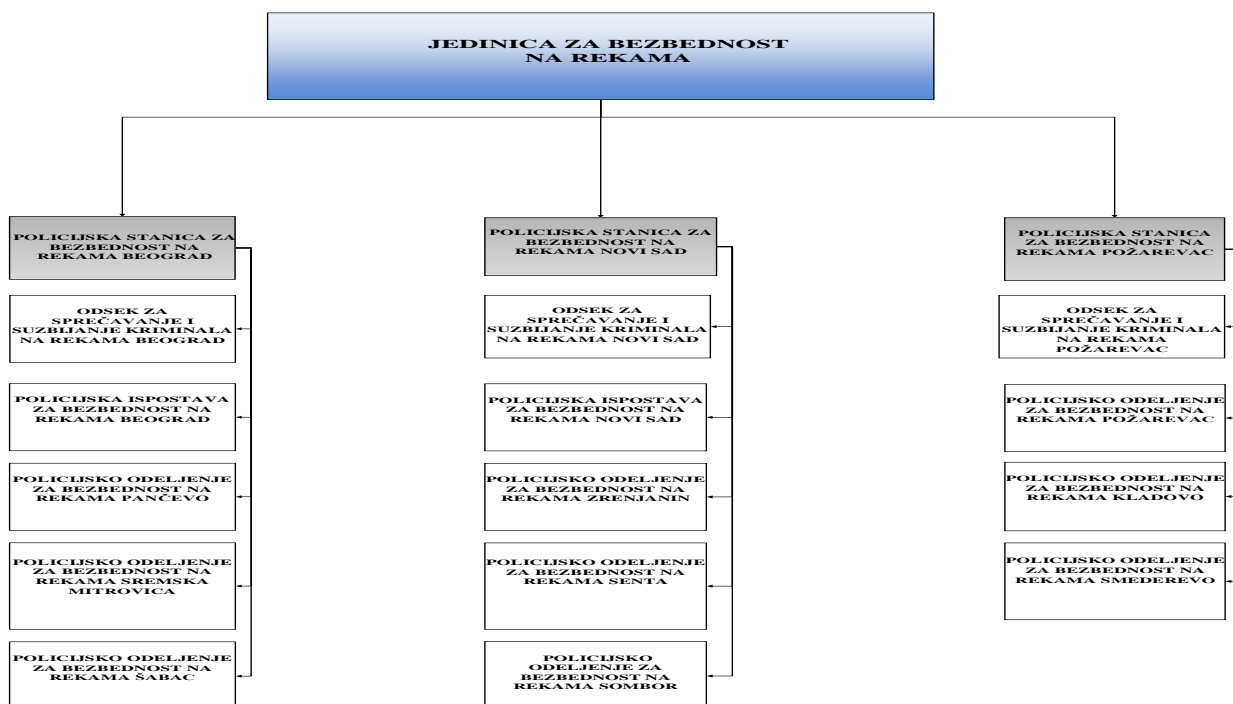 JEDINICA ZA BEZBEDNOST
NA REKAMA
POLICIJSKA STANICA ZA
BEZBEDNOST NA
REKAMA BEOGRAD
ODSEK ZA
SPREČAVANJE I
SUZBIJANJE KRIMINALA
NA REKAMA BEOGRAD
POLICIJSKA ISPOSTAVA
ZA BEZBEDNOST NA
REKAMA BEOGRAD
POLICIJSKO ODELJENJE
ZA BEZBEDNOST NA
REKAMA PANČEVO
POLICIJSKO ODELJENJE
ZA BEZBEDNOST NA
REKAMA SREMSKA
MITROVICA
POLICIJSKO ODELJENJE
ZA BEZBEDNOST NA
REKAMA ŠABAC
POLICIJSKA STANICA ZA
BEZBEDNOST NA
REKAMA NOVI SAD
ODSEK ZA
SPREČAVANJE I
SUZBIJANJE KRIMINALA
NA REKAMA NOVI SAD
POLICIJSKA ISPOSTAVA
ZA BEZBEDNOST NA
REKAMA NOVI SAD
POLICIJSKO ODELJENJE
ZA BEZBEDNOST NA
REKAMA ZRENJANIN
POLICIJSKO ODELJENJE
ZA BEZBEDNOST NA
REKAMA SENTA
POLICIJSKO
ODELJENJE ZA
BEZBEDNOST NA
REKAMA SOMBOR
POLICIJSKA STANICA
ZA BEZBEDNOST NA
REKAMA POŽAREVAC
ODSEK ZA
SPREČAVANJE I
SUZBIJANJE KRIMINALA
NA REKAMA
POŽAREVAC
POLICIJSKO ODELJENJE
ZA BEZBEDNOST NA
REKAMA POŽAREVAC
POLICIJSKO ODELJENJE
ZA BEZBEDNOST NA
REKAMA KLADOVO
POLICIJSKO ODELJENJE
ZA BEZBEDNOST NA
REKAMA SMEDEREVO